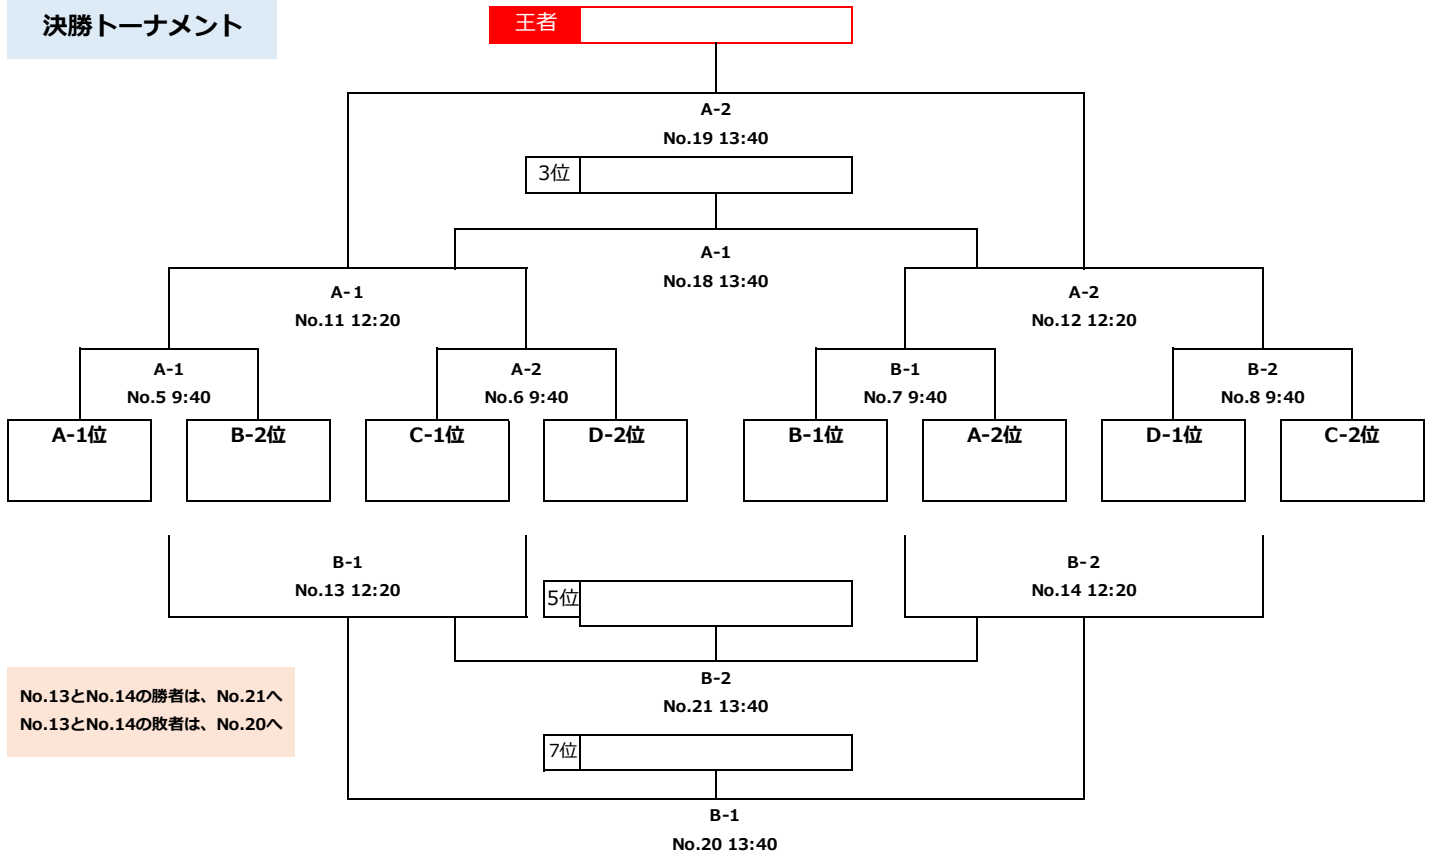 決勝トーナメント
王者
A-2
No.19 13:40
3位
A-1
No.18 13:40
A-1
No.11 12:20
A-2
No.12 12:20
A-1
No.5 9:40
A-2
No.6 9:40
B-1
No.7 9:40
B-2
No.8 9:40
A-1位
B-2位
C-1位
D-2位
B-1位
A-2位
D-1位
C-2位
B-1
No.13 12:20
B-2
No.14 12:20
5位
B-2
No.21 13:40
No.13とNo.14の勝者は、No.21へ
No.13とNo.14の敗者は、No.20へ
7位
B-1
No.20 13:40